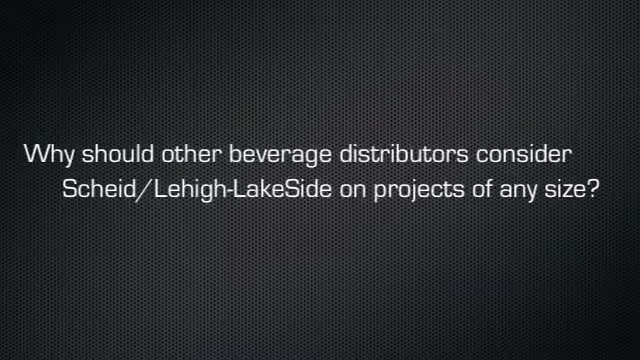 Why should other beverage distributors consider
Scheid/Lehigh-LakeSide on projects of any size?